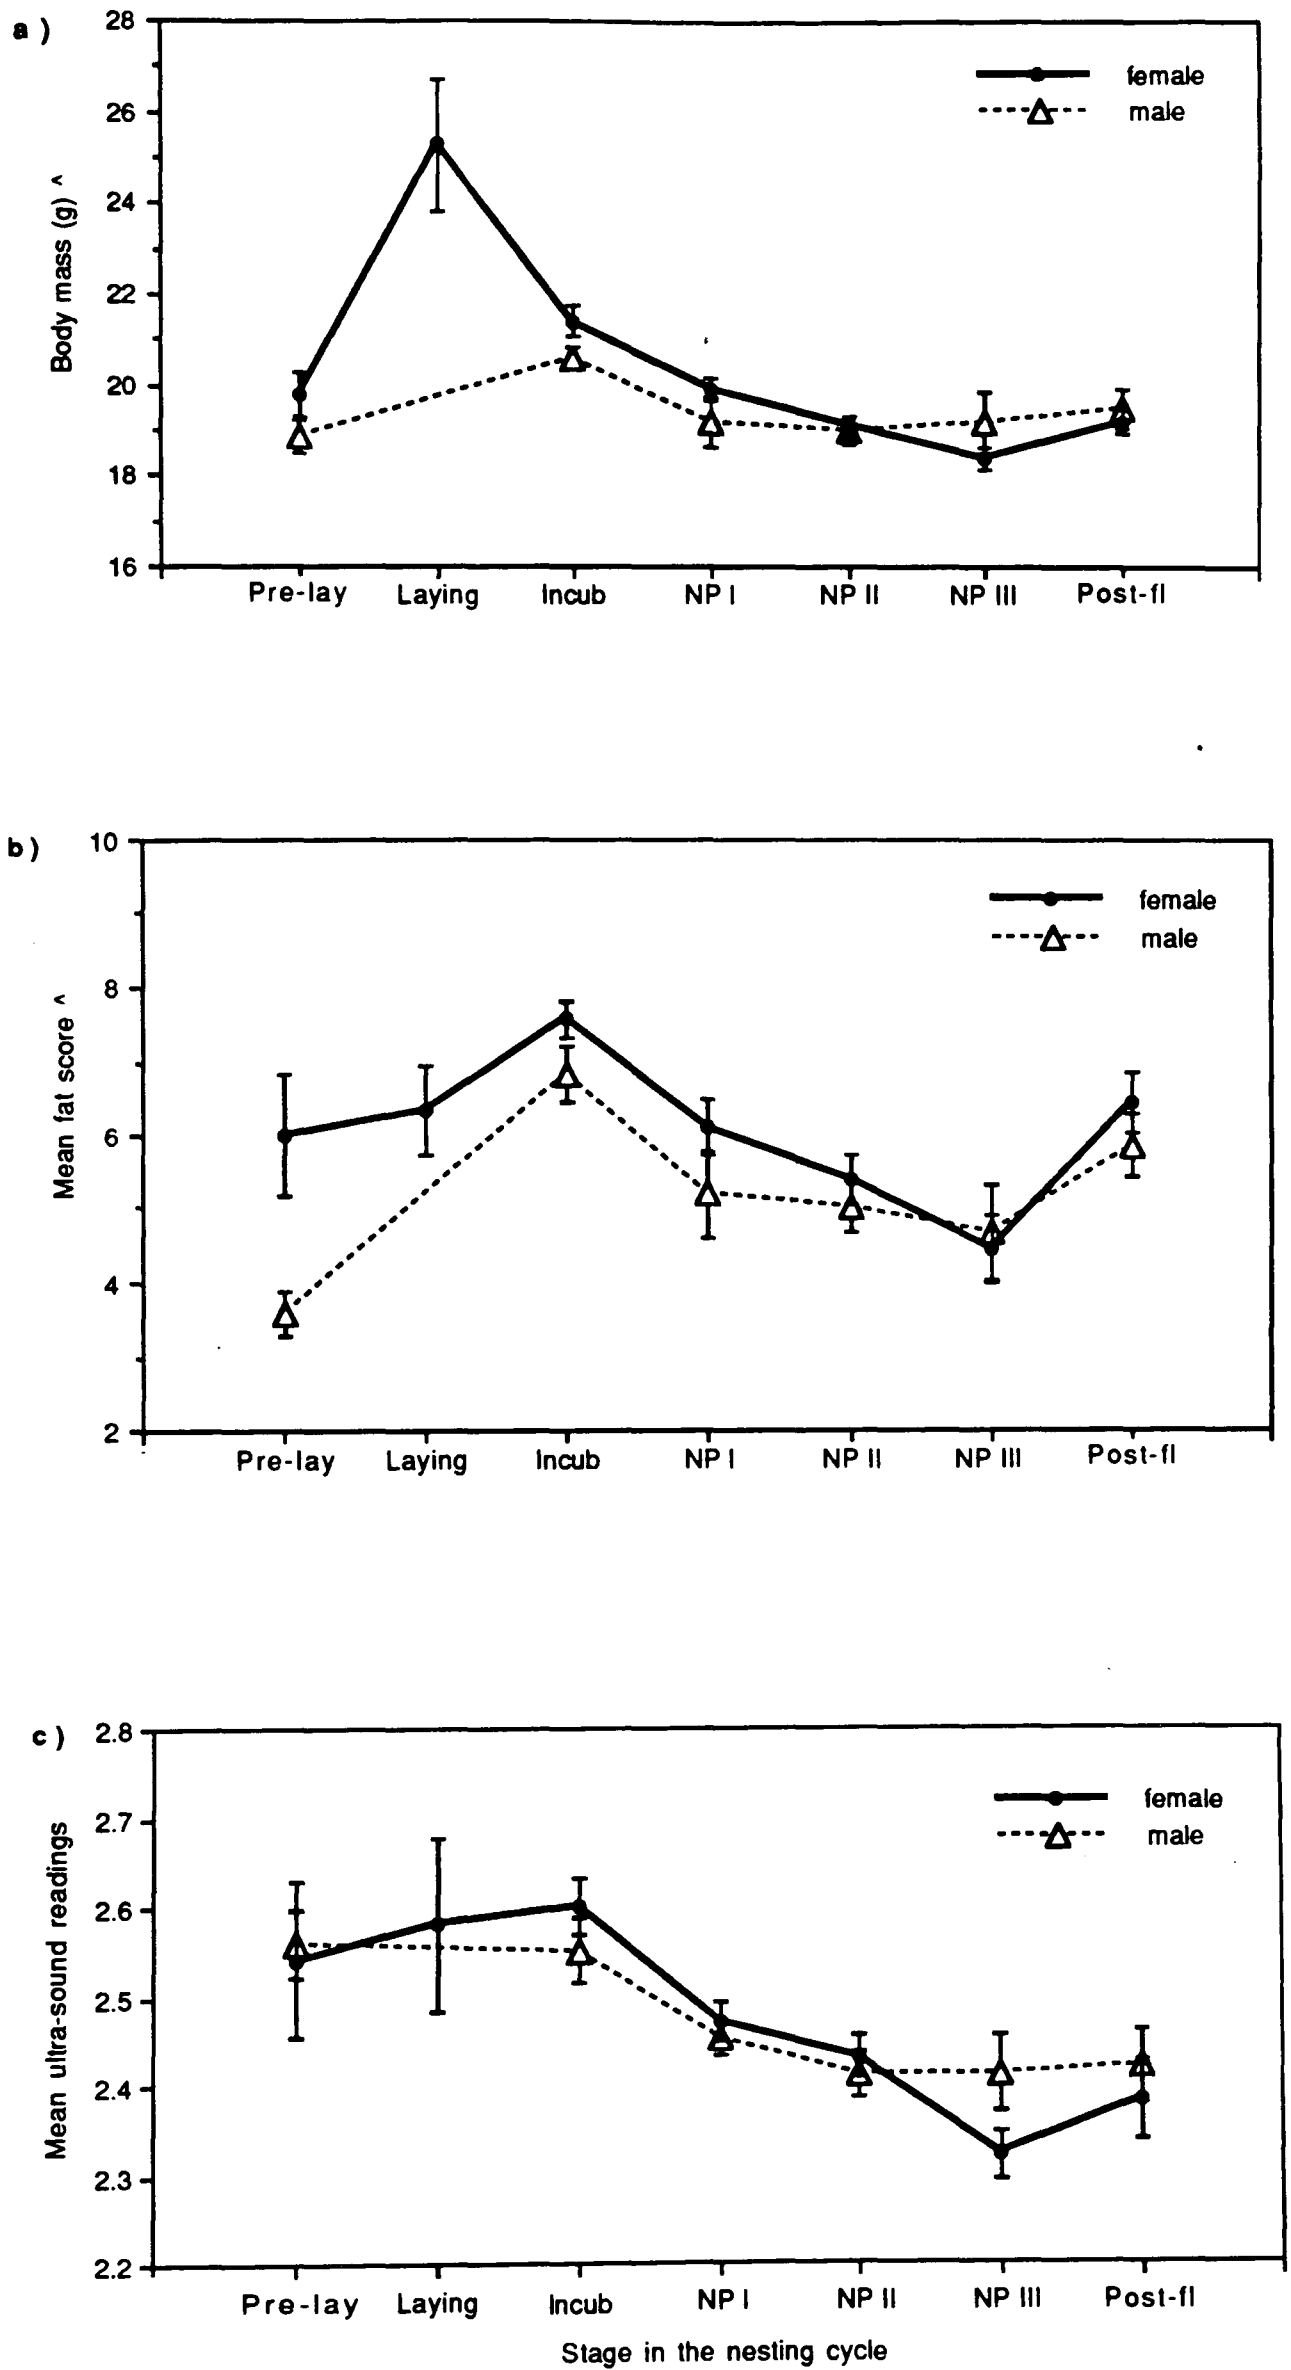 a )
28
26
24
22
20
18
16
Body mass (g) ^
female
male
Pre-lay Laying Incub NP I NP II NP III Post-fl
b )
10
8
6
4
2
Mean fat score ^
female
male
Pre-lay Laying Incub NP I NP II NP III Post-fl
c )
2.8
2.7
2.6
2.5
2.4
2.3
2.2
Mean ultra-sound readings
female
male
Pre-lay Laying Incub NP I NP II NP III Post-fl
Stage in the nesting cycle